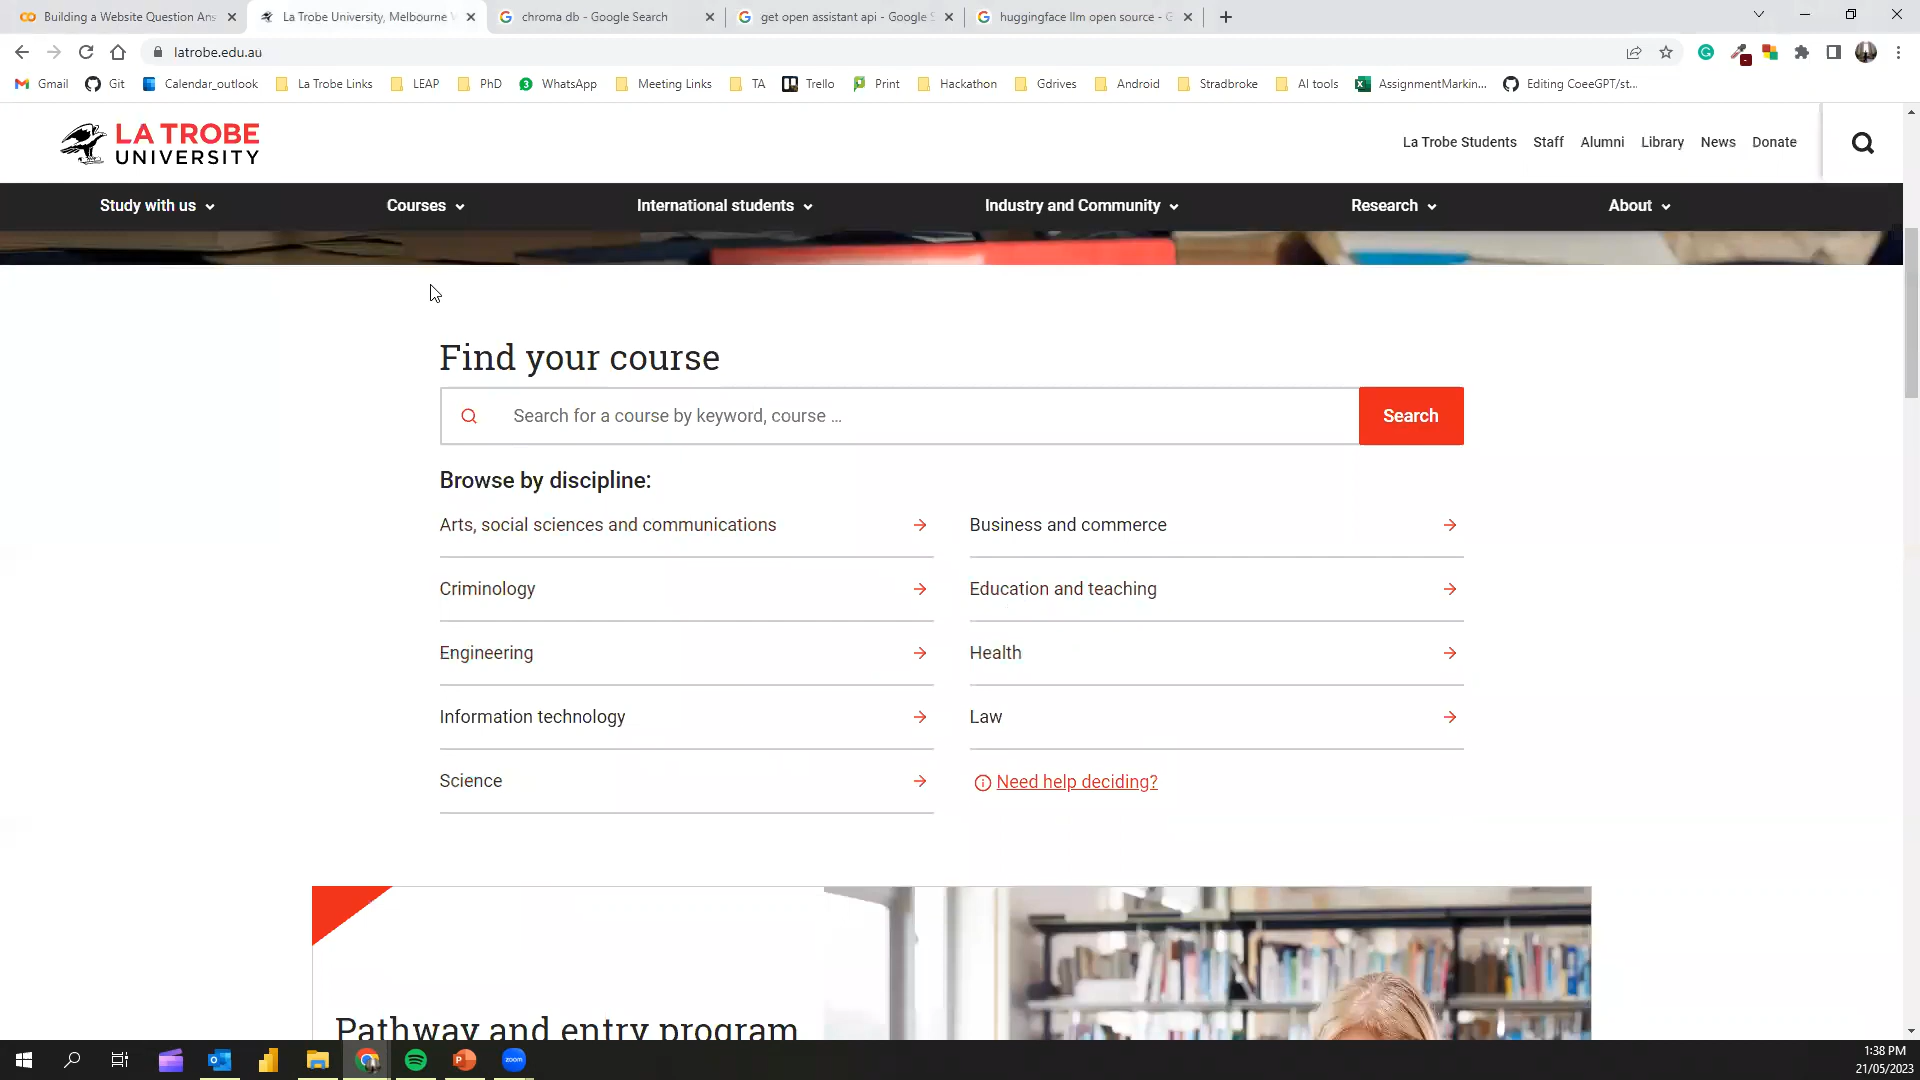 Building a Website Question Ans
La Trobe University, Melbourne
chroma db - Google Search
get open assistant api - Google S
huggingface llm open source - G
latrobe.edu.au
Gmail
Git
Calendar_outlook
La Trobe Links
LEAP
PhD
3
WhatsApp
Meeting Links
TA
Trello
Print
Hackathon
Gdrives
Android
Stradbroke
AI tools
AssignmentMarkin...
Editing CoeeGPT/st...
LA TROBE
UNIVERSITY
La Trobe Students Staff Alumni Library News Donate
Study with us
Courses
International students
Industry and Community
Research
About
Find your course
Search for a course by keyword, course ...
Search
Browse by discipline:
Arts, social sciences and communications
Business and commerce
Criminology
Education and teaching
Engineering
Health
Information technology
Law
Science
Need help deciding?
Pathway and entry program
zoom
1:38 PM
21/05/2023